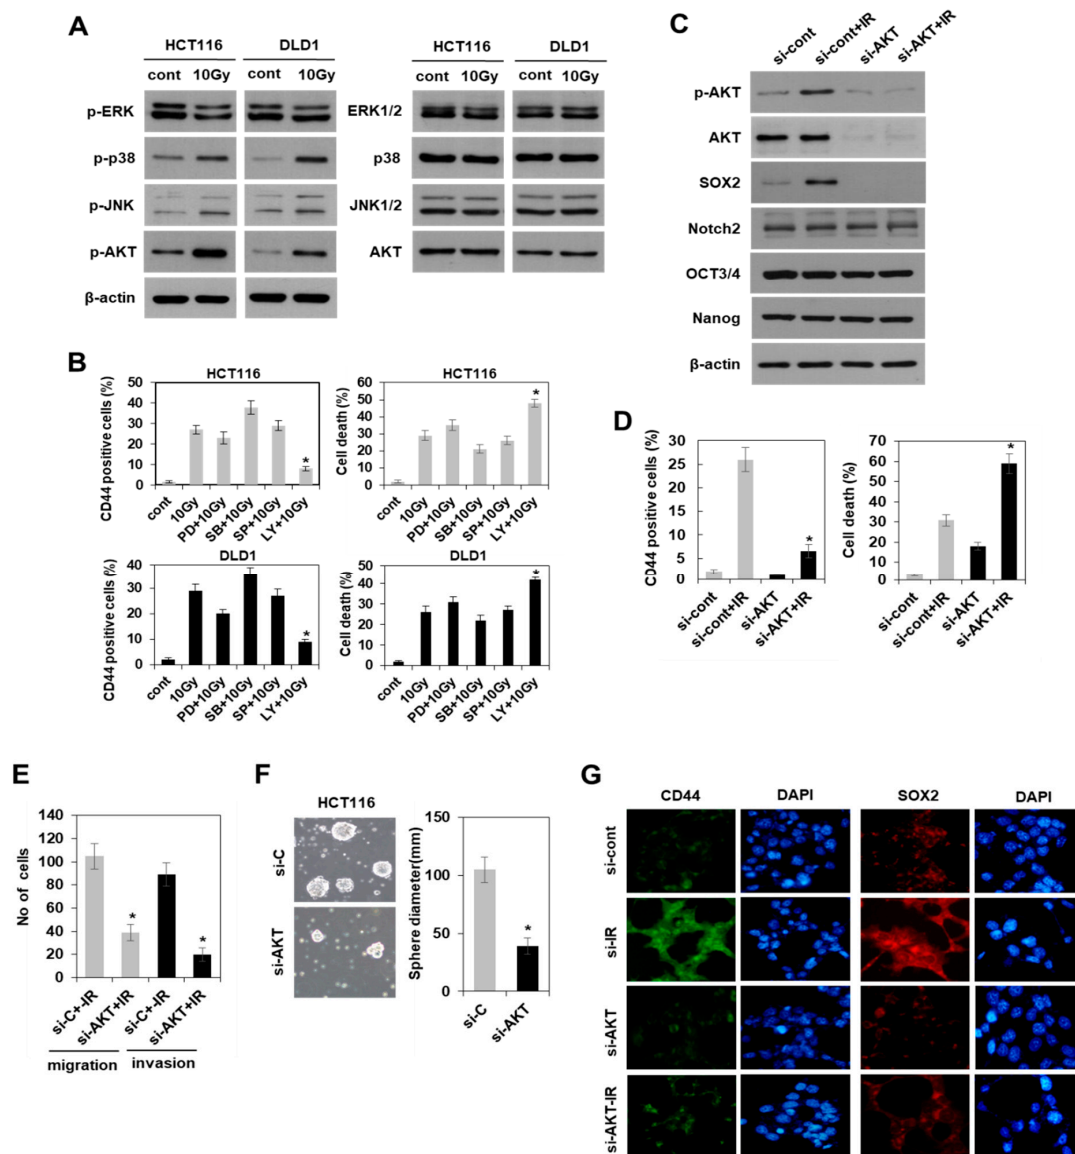 A
HCT116 DLD1
cont 10Gy cont 10Gy
p-ERK
p-p38
p-JNK
p-AKT
β-actin
HCT116 DLD1
cont 10Gy cont 10Gy
ERK1/2
p38
JNK1/2
AKT
C
si-cont si-cont+IR si-AKT si-AKT+IR
p-AKT
AKT
SOX2
Notch2
OCT3/4
Nanog
β-actin
B
HCT116
CD44 positive cells (%)
50
40
30
20
10
0
*
cont 10Gy PD+10Gy SB+10Gy SP+10Gy LY+10Gy
HCT116
Cell death (%)
60
50
40
30
20
10
0
*
cont 10Gy PD+10Gy SB+10Gy SP+10Gy LY+10Gy
DLD1
CD44 positive cells (%)
40
30
20
10
0
*
cont 10Gy PD+10Gy SB+10Gy SP+10Gy LY+10Gy
DLD1
Cell death (%)
50
40
30
20
10
0
*
cont 10Gy PD+10Gy SB+10Gy SP+10Gy LY+10Gy
D
CD44 positive cells (%)
30
25
20
15
10
5
0
*
si-cont si-cont+IR si-AKT si-AKT+IR
Cell death (%)
70
60
50
40
30
20
10
0
*
si-cont si-cont+IR si-AKT si-AKT+IR
E
No of cells
140
120
100
80
60
40
20
0
* *
si-C+-IR si-AKT+IR si-C+-IR si-AKT+IR
migration invasion
F
HCT116
si-C
si-AKT
Sphere diameter(mm)
150
100
50
0
*
si-C si-AKT
G
CD44 DAPI SOX2 DAPI
si-cont
si-IR
si-AKT
si-AKT-IR